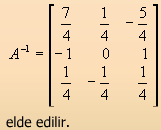 A⁻¹ = [ 7/4 1/4 -5/4
-1 0 1
1/4 -1/4 1/4 ]
elde edilir.